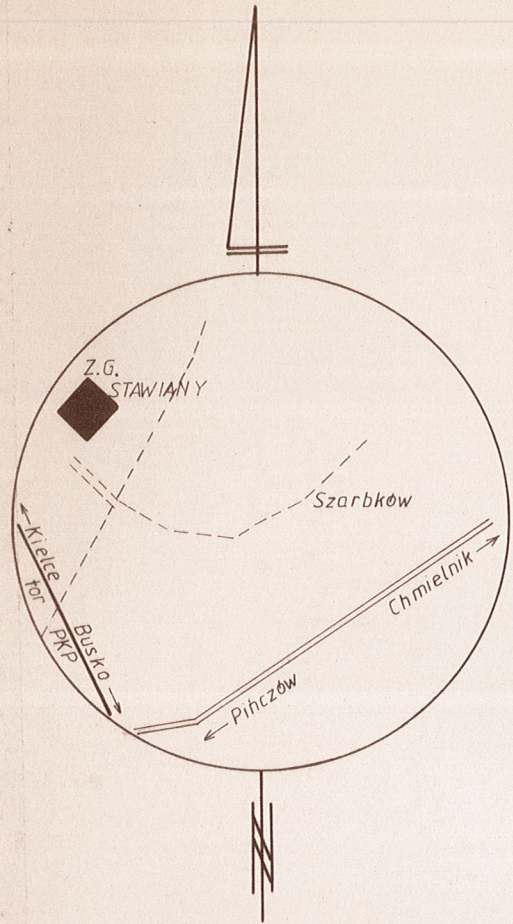 Z.G.
STAWIANY
Szarbków
Kielce
Busko
tor PKP
Chmielnik
Pińczów
N